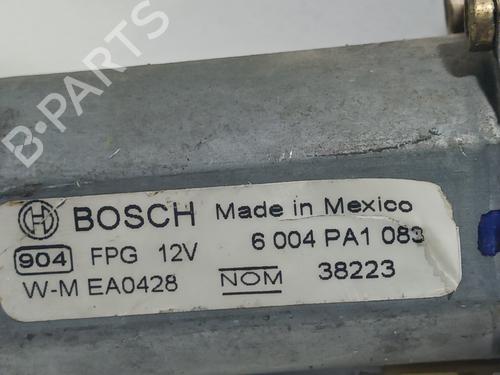 B-PARTS
BOSCH Made in Mexico
904 FPG 12V 6 004 PA1 083
W-M EA0428 NOM 38223